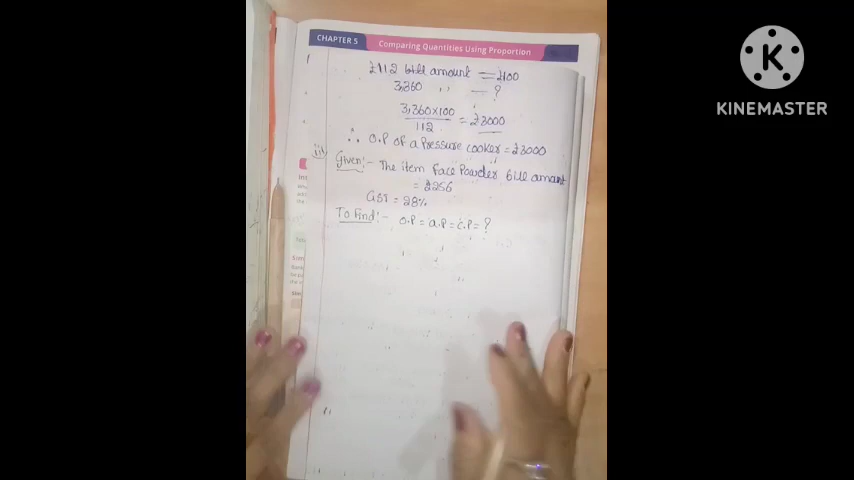 CHAPTER 5 Comparing Quantities Using Proportion
₹112 bill amount = ₹100
3,360 ,, — ?
3,360×100
112
= ₹3000
∴ O.P of a Pressure cooker = ₹3000
iii) Given:- The item Face Powder bill amount
= ₹256
GST = 28%
To Find:- O.P = a.P = C.P = ?
KINEMASTER